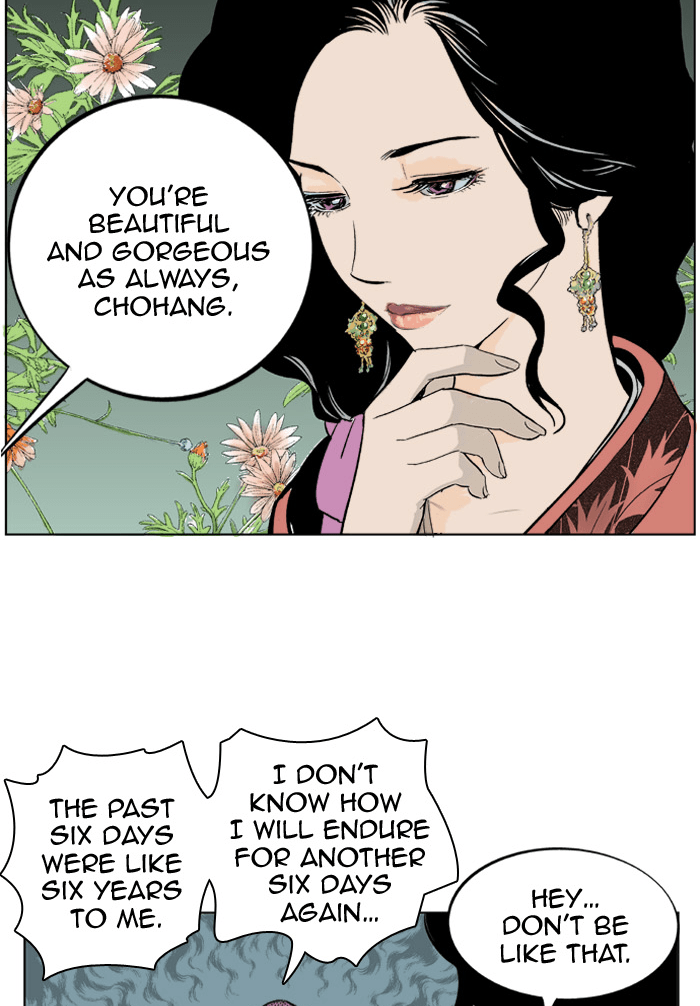 YOU'RE
BEAUTIFUL
AND GORGEOUS
AS ALWAYS,
CHOHANG.
THE PAST
SIX DAYS
WERE LIKE
SIX YEARS
TO ME.
I DON'T
KNOW HOW
I WILL ENDURE
FOR ANOTHER
SIX DAYS
AGAIN...
HEY...
DON'T BE
LIKE THAT.